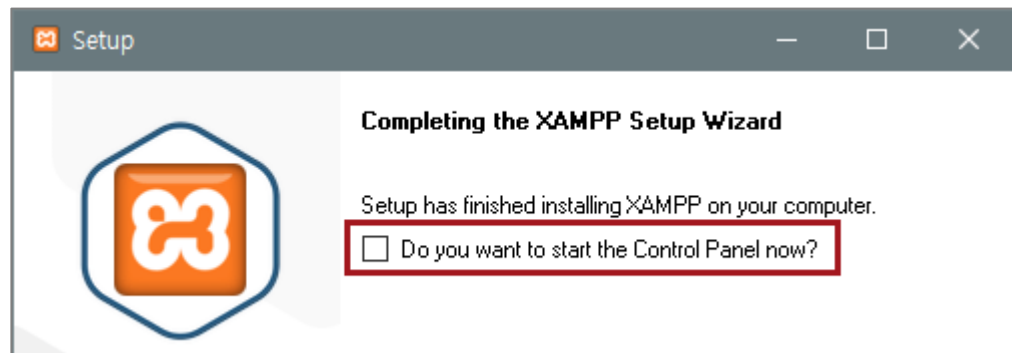 Setup
Completing the XAMPP Setup Wizard
Setup has finished installing XAMPP on your computer.
Do you want to start the Control Panel now?